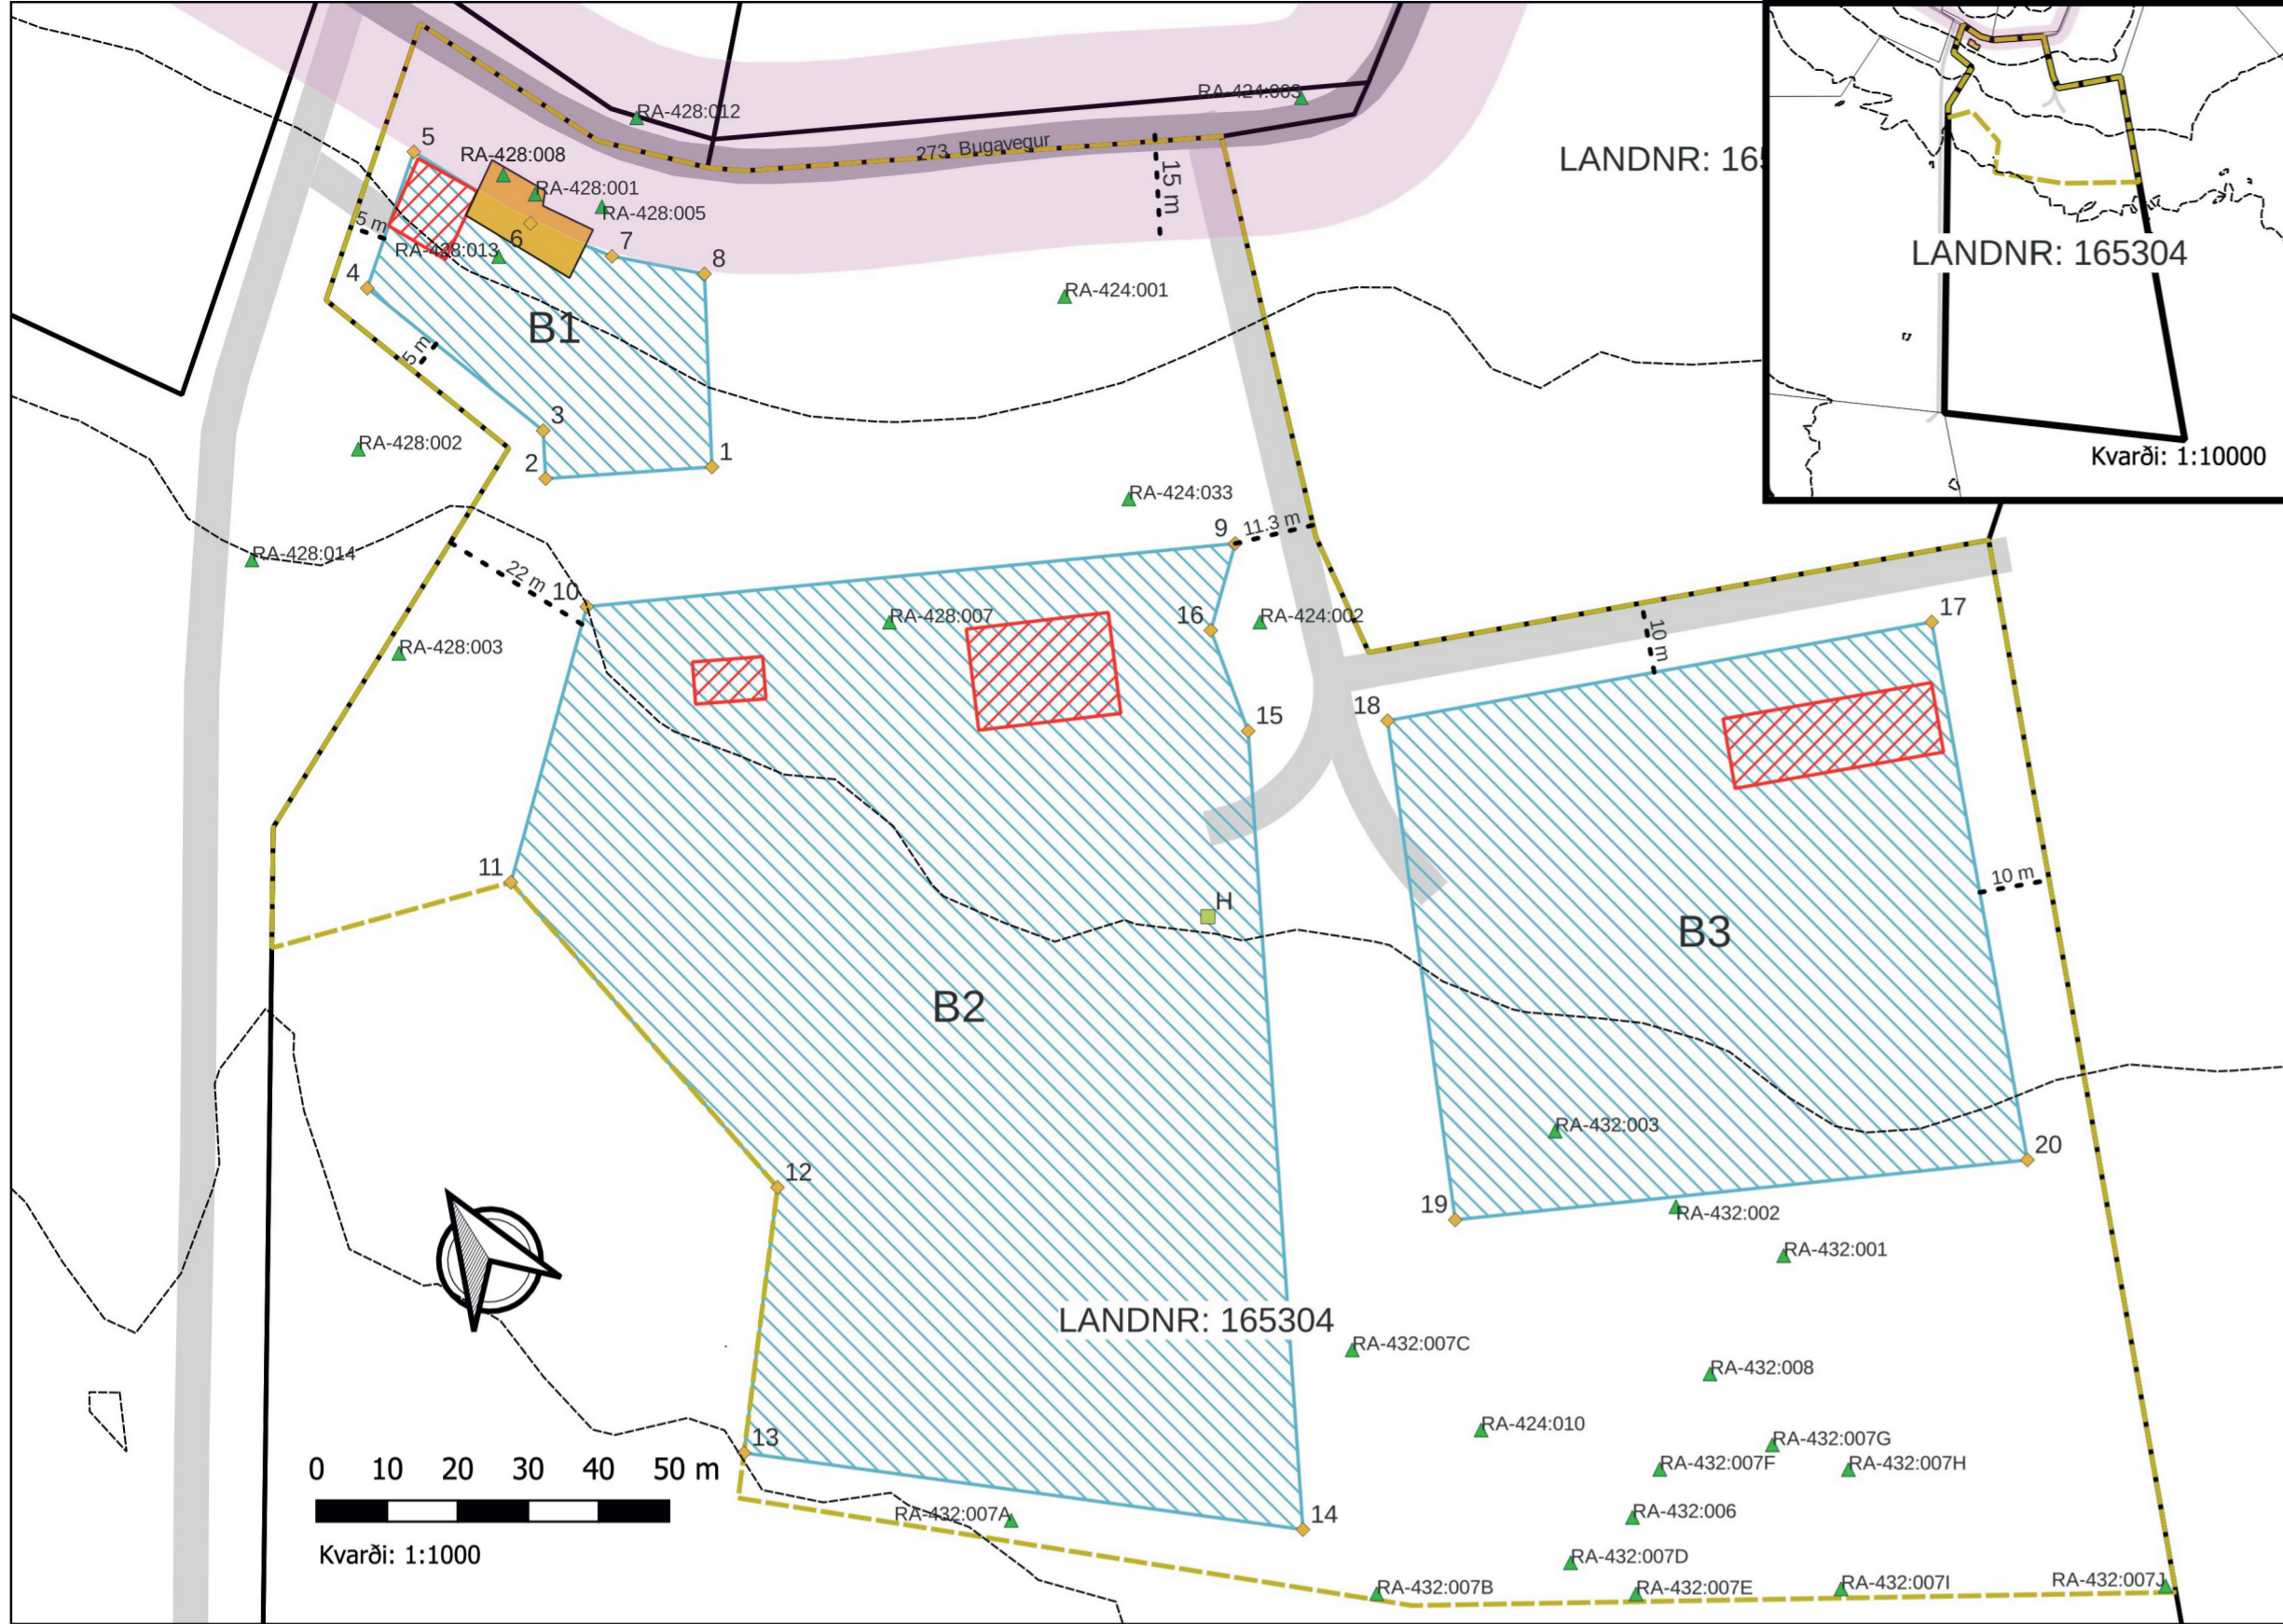 RA-428:012
RA-424:003
273 Bugavegur
LANDNR: 16
15 m
5
RA-428:008
RA-428:001
RA-428:005
5 m
RA-428:013
6
7
8
4
RA-424:001
LANDNR: 165304
B1
5 m
3
RA-428:002
2
1
Kvarði: 1:10000
RA-424:033
9
11.3 m
RA-428:014
22 m
10
RA-428:007
16
RA-424:002
17
10 m
RA-428:003
18
15
11
H
10 m
B3
B2
RA-432:003
20
12
19
RA-432:002
RA-432:001
LANDNR: 165304
RA-432:007C
RA-432:008
RA-424:010
13
RA-432:007G
0 10 20 30 40 50 m
RA-432:007F
RA-432:007H
RA-432:007A
14
RA-432:006
Kvarði: 1:1000
RA-432:007D
RA-432:007B
RA-432:007E
RA-432:007I
RA-432:007J